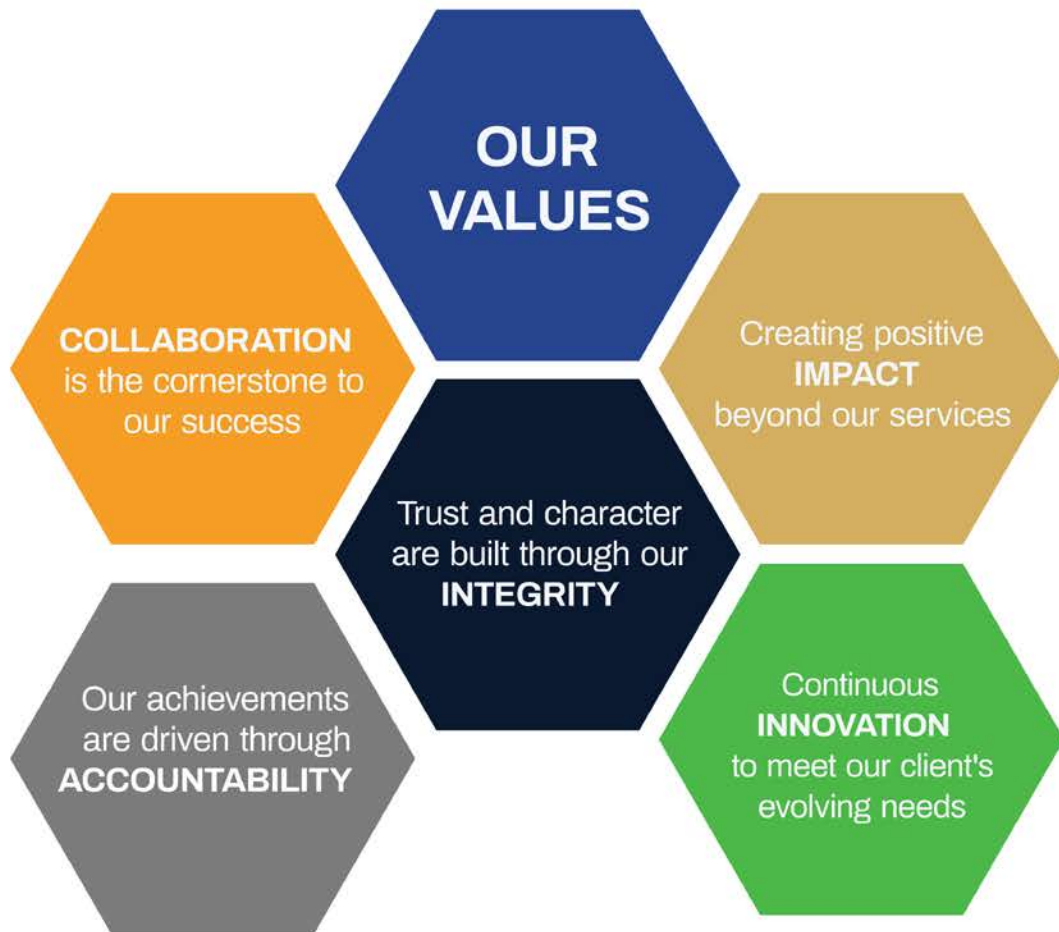 OUR
VALUES
COLLABORATION
is the cornerstone to
our success
Creating positive
IMPACT
beyond our services
Trust and character
are built through our
INTEGRITY
Our achievements
are driven through
ACCOUNTABILITY
Continuous
INNOVATION
to meet our client's
evolving needs